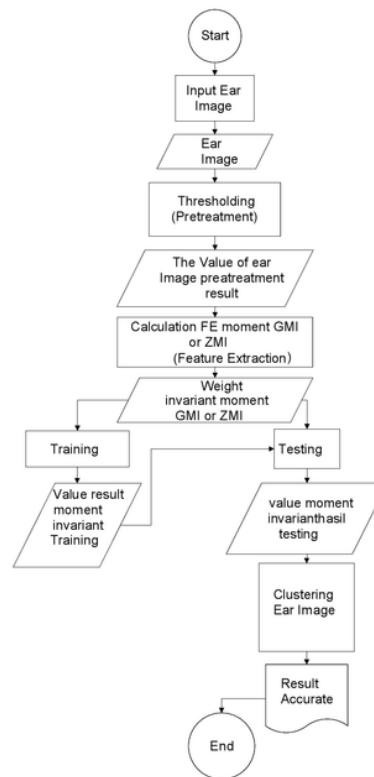 Start
Input Ear
Image
Ear
Image
Thresholding
(Pretreatment)
The Value of ear
Image preatreatment
result
Calculation FE moment GMI
or ZMI
(Feature Extraction)
Weight
invariant moment
GMI or ZMI
Training
Testing
Value result
moment
invariant
Training
value moment
invarianthasil
testing
Clustering
Ear Image
Result
Accurate
End